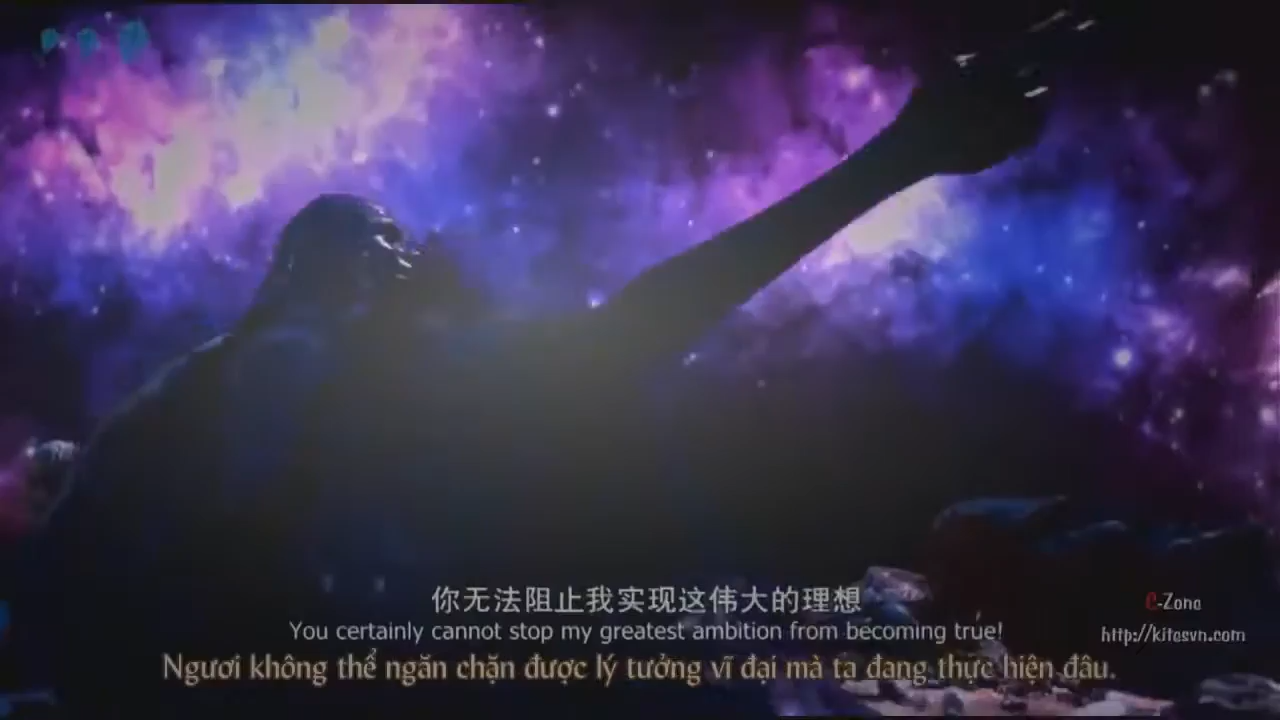 你无法阻止我实现这伟大的理想
You certainly cannot stop my greatest ambition from becoming true!
Ngươi không thể ngăn chặn được lý tưởng vĩ đại mà ta đang thực hiện đâu.
C-Zone
http://kitesvn.com